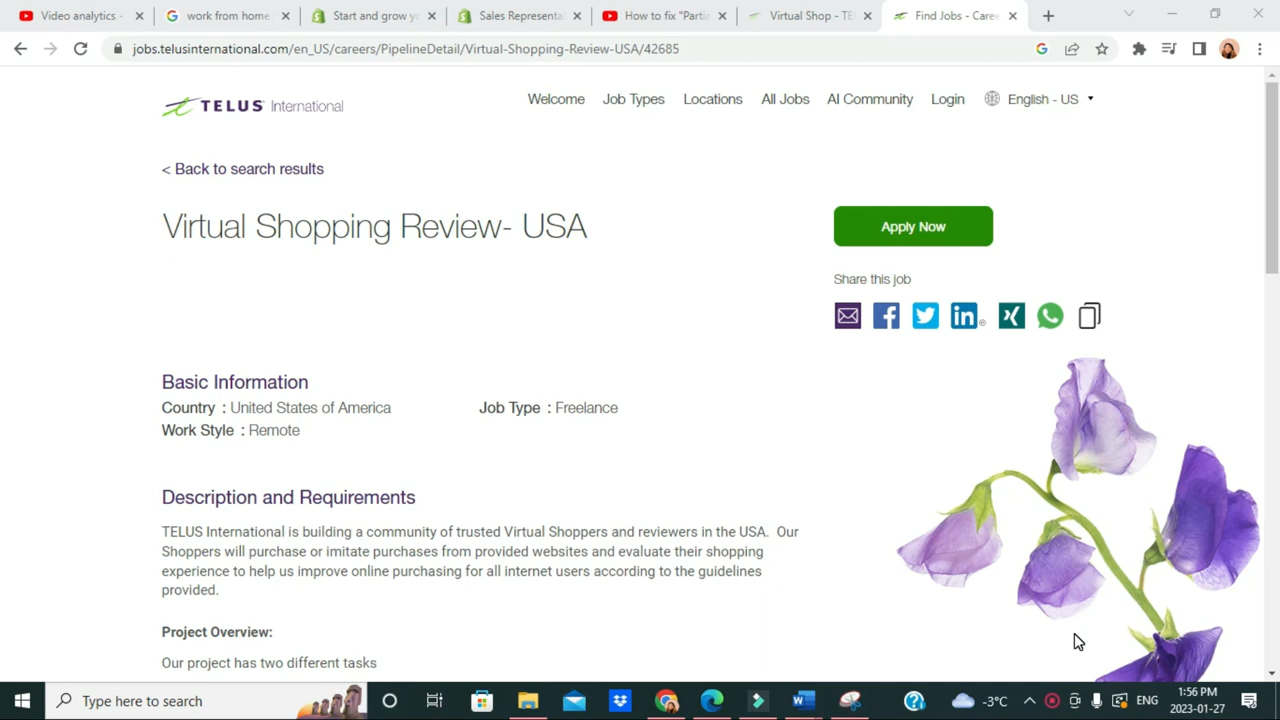 Video analytics -
work from home
Start and grow yo
Sales Representa
How to fix "Partia
Virtual Shop - TE
Find Jobs - Caree
jobs.telusinternational.com/en_US/careers/PipelineDetail/Virtual-Shopping-Review-USA/42685
TELUS International
Welcome Job Types Locations All Jobs AI Community Login English - US
< Back to search results
Virtual Shopping Review- USA
Apply Now
Share this job
Basic Information
Country : United States of America Job Type : Freelance
Work Style : Remote
Description and Requirements
TELUS International is building a community of trusted Virtual Shoppers and reviewers in the USA. Our
Shoppers will purchase or imitate purchases from provided websites and evaluate their shopping
experience to help us improve online purchasing for all internet users according to the guidelines
provided.
Project Overview:
Our project has two different tasks
Type here to search
-3°C
ENG
1:56 PM
2023-01-27